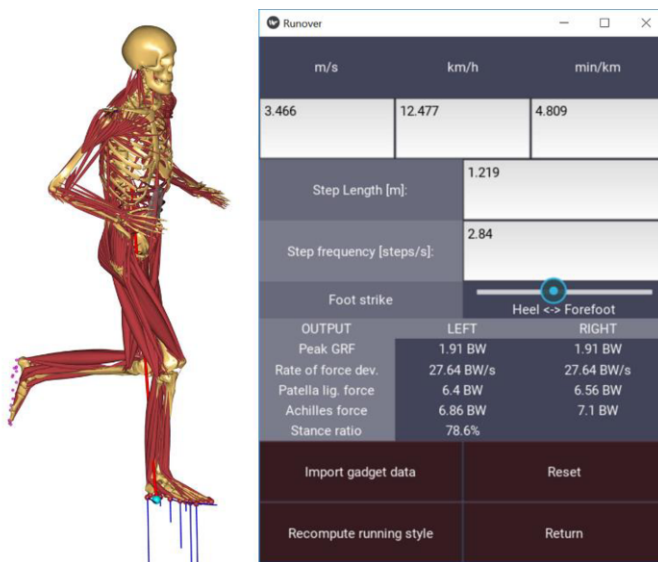 Runover
m/s km/h min/km
3.466 12.477 4.809
Step Length [m]: 1.219
Step frequency [steps/s]: 2.84
Foot strike Heel <-> Forefoot
OUTPUT LEFT RIGHT
Peak GRF 1.91 BW 1.91 BW
Rate of force dev. 27.64 BW/s 27.64 BW/s
Patella lig. force 6.4 BW 6.56 BW
Achilles force 6.86 BW 7.1 BW
Stance ratio 78.6%
Import gadget data Reset
Recompute running style Return